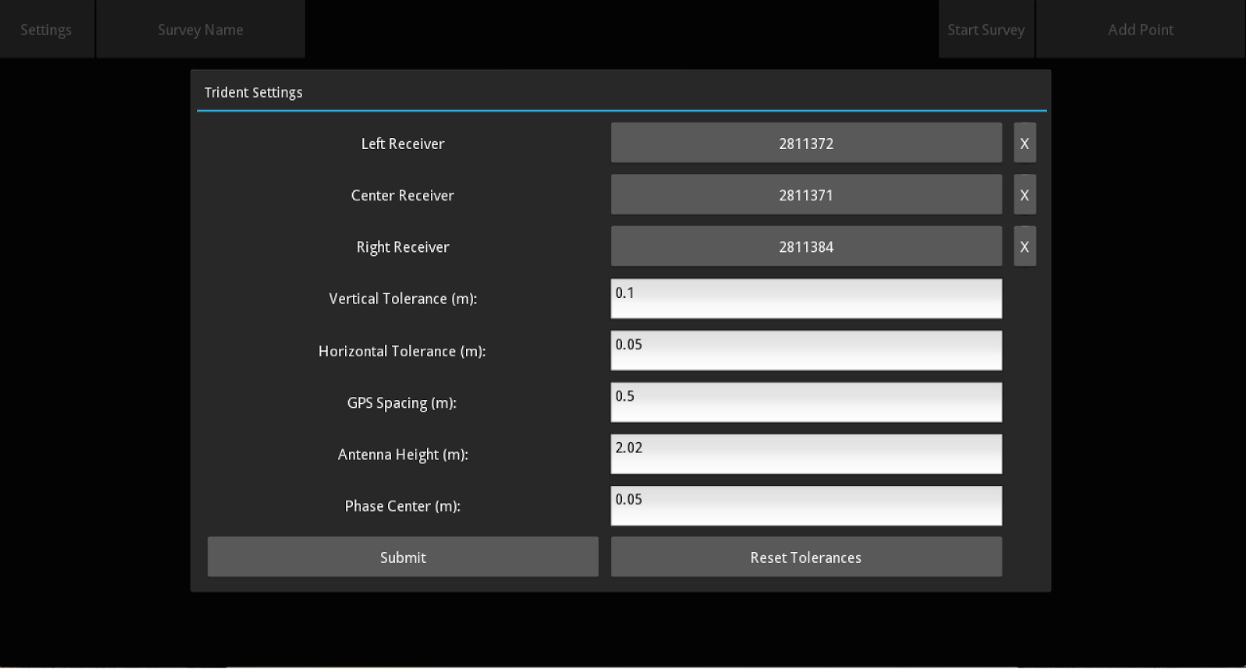 Settings
Survey Name
Start Survey
Add Point
Trident Settings
Left Receiver 2811372 X
Center Receiver 2811371 X
Right Receiver 2811384 X
Vertical Tolerance (m): 0.1
Horizontal Tolerance (m): 0.05
GPS Spacing (m): 0.5
Antenna Height (m): 2.02
Phase Center (m): 0.05
Submit
Reset Tolerances